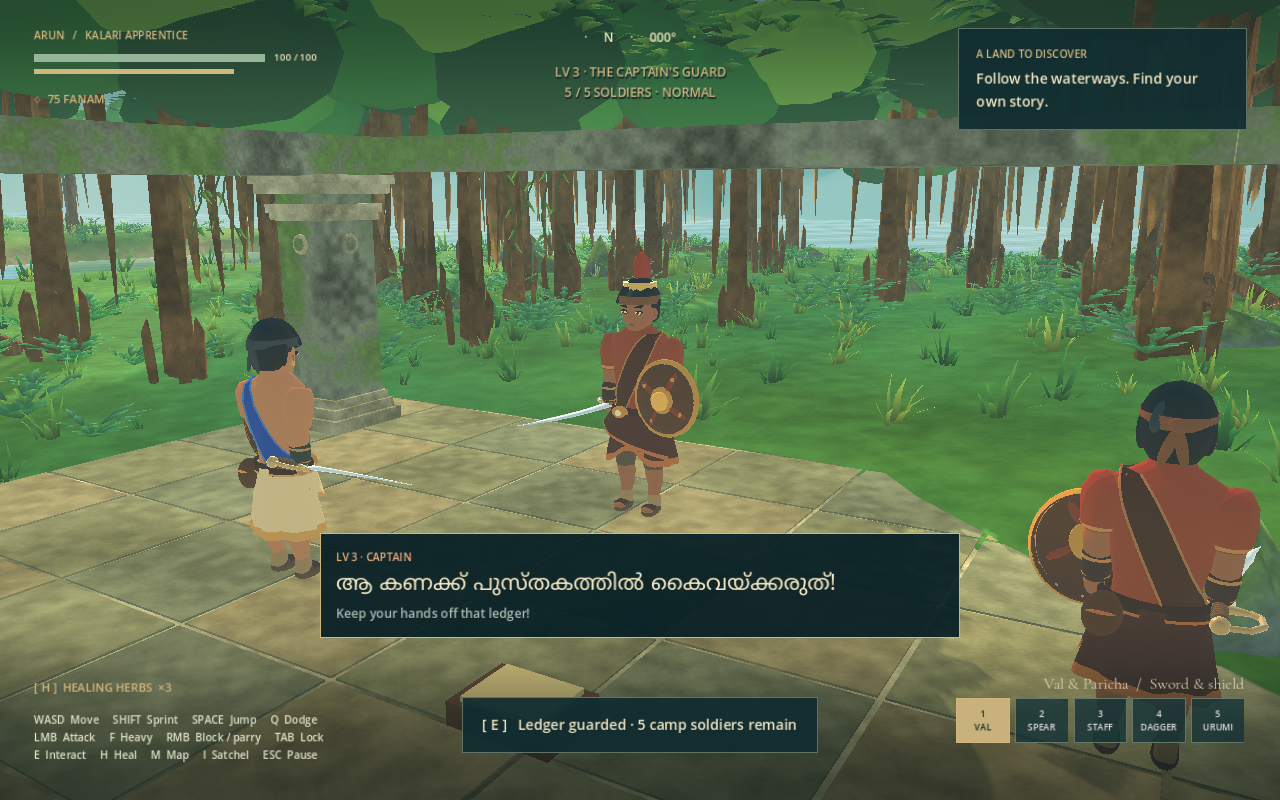 ARUN / KALARI APPRENTICE
100 / 100
◇ 75 FANAM
· N · 000° ·
LV 3 · THE CAPTAIN'S GUARD
5 / 5 SOLDIERS · NORMAL
A LAND TO DISCOVER
Follow the waterways. Find your
own story.
LV 3 · CAPTAIN
ആ കണക്ക് പുസ്തകത്തിൽ കൈവയ്ക്കരുത്!
Keep your hands off that ledger!
[ H ] HEALING HERBS ×3
WASD Move SHIFT Sprint SPACE Jump Q Dodge
LMB Attack F Heavy RMB Block / parry TAB Lock
E Interact H Heal M Map I Satchel ESC Pause
[ E ] Ledger guarded · 5 camp soldiers remain
Val & Paricha / Sword & shield
1 2 3 4 5
VAL SPEAR STAFF DAGGER URUMI